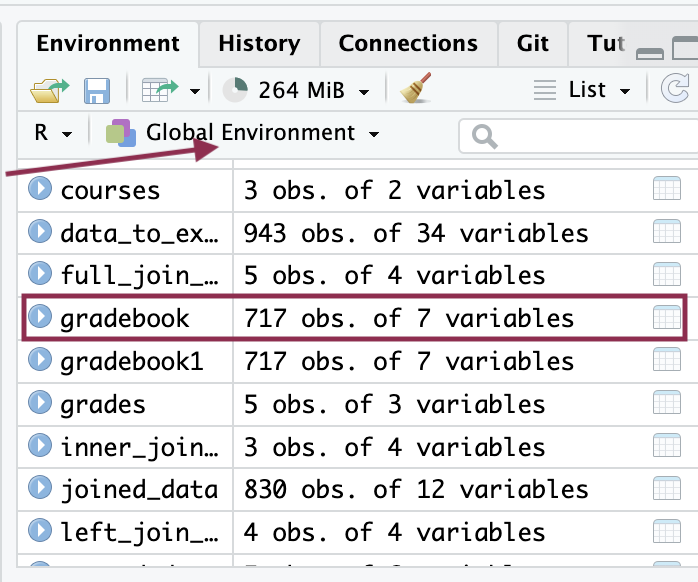 Environment History Connections Git Tut
264 MiB List
R Global Environment
courses 3 obs. of 2 variables
data_to_ex… 943 obs. of 34 variables
full_join_… 5 obs. of 4 variables
gradebook 717 obs. of 7 variables
gradebook1 717 obs. of 7 variables
grades 5 obs. of 3 variables
inner_join… 3 obs. of 4 variables
joined_data 830 obs. of 12 variables
left_join_… 4 obs. of 4 variables